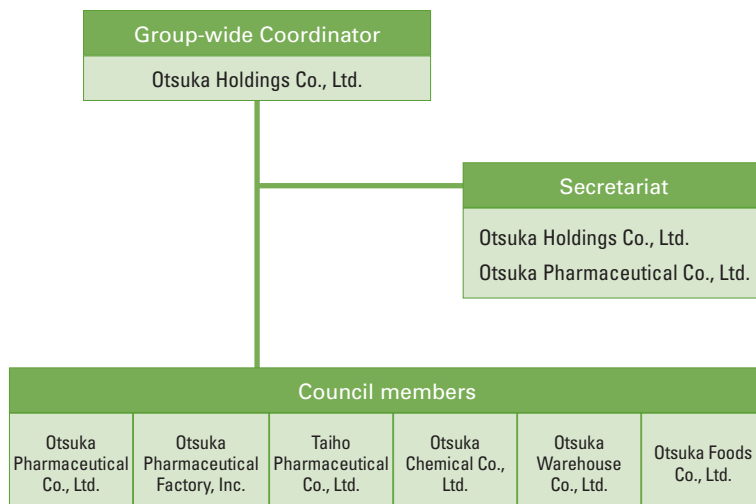 Group-wide Coordinator
Otsuka Holdings Co., Ltd.
Secretariat
Otsuka Holdings Co., Ltd.
Otsuka Pharmaceutical Co., Ltd.
Council members
Otsuka
Pharmaceutical
Co., Ltd.
Otsuka
Pharmaceutical
Factory, Inc.
Taiho
Pharmaceutical
Co., Ltd.
Otsuka
Chemical Co.,
Ltd.
Otsuka
Warehouse
Co., Ltd.
Otsuka Foods
Co., Ltd.